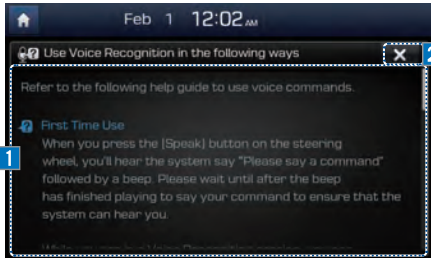 Feb 1 12:02 AM
Use Voice Recognition in the following ways
2
Refer to the following help guide to use voice commands.
First Time Use
When you press the [Speak] button on the steering
wheel, you'll hear the system say "Please say a command"
1
followed by a beep. Please wait until after the beep
has finished playing to say your command to ensure that the
system can hear you.